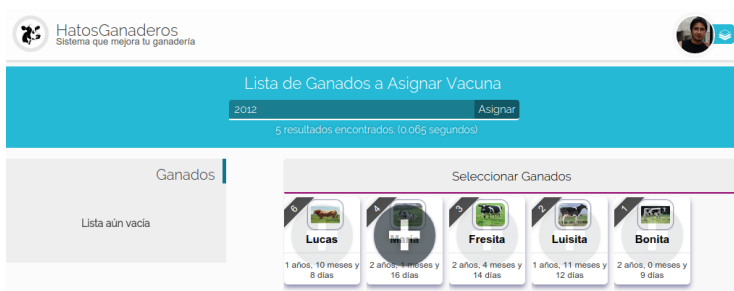 HatosGanaderos
Sistema que mejora tu ganadería
Lista de Ganados a Asignar Vacuna
2012 Asignar
5 resultados encontrados. (0.065 segundos)
Ganados
Lista aún vacía
Seleccionar Ganados
6
Lucas
1 años, 10 meses y
8 días
4
María
2 años, 1 meses y
16 días
3
Fresita
2 años, 4 meses y
14 días
2
Luisita
1 años, 11 meses y
12 días
1
Bonita
2 años, 0 meses y
9 días